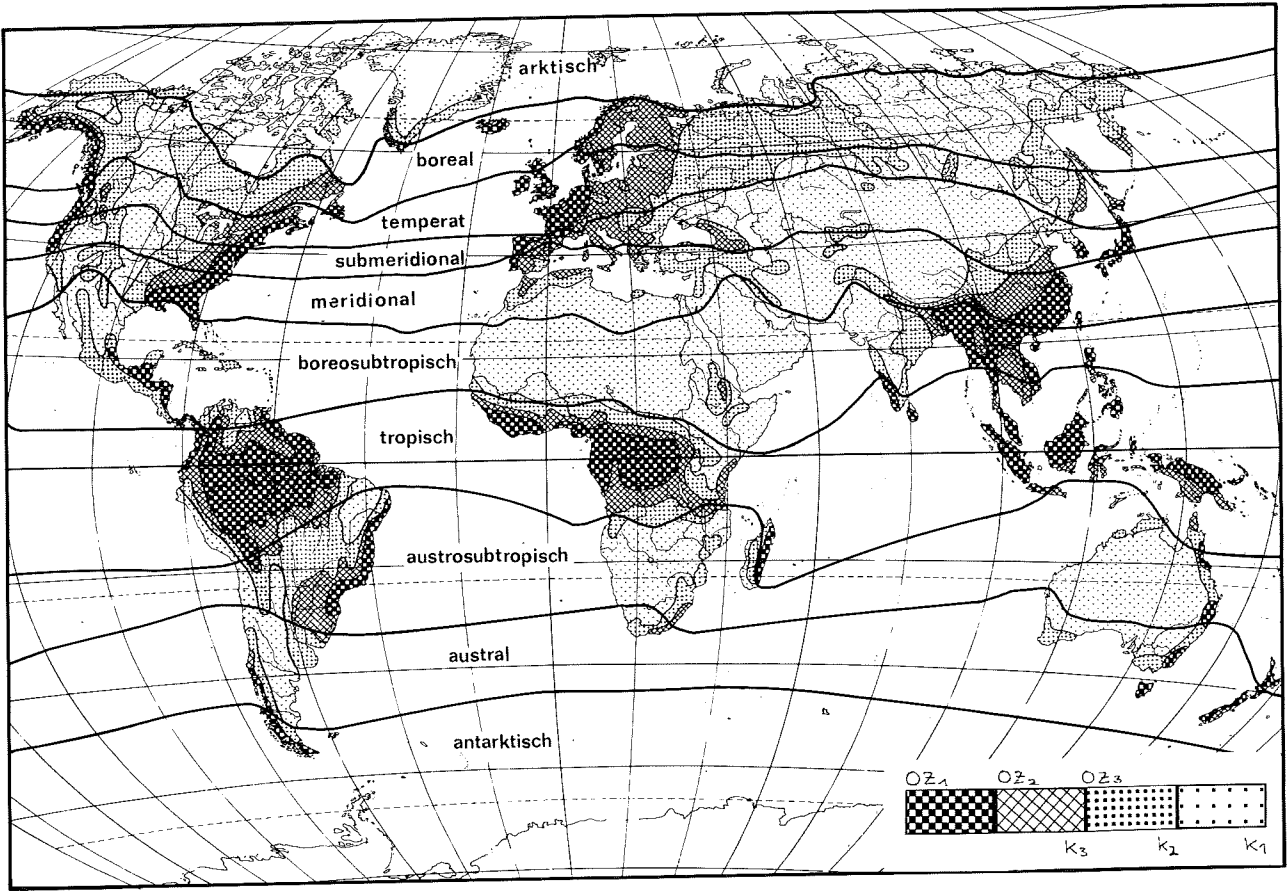 arktisch
boreal
temperat
submeridional
meridional
boreosubtropisch
tropisch
austrosubtropisch
austral
antarktisch
OZ₁ OZ₂ OZ₃
K₃ K₂ K₁